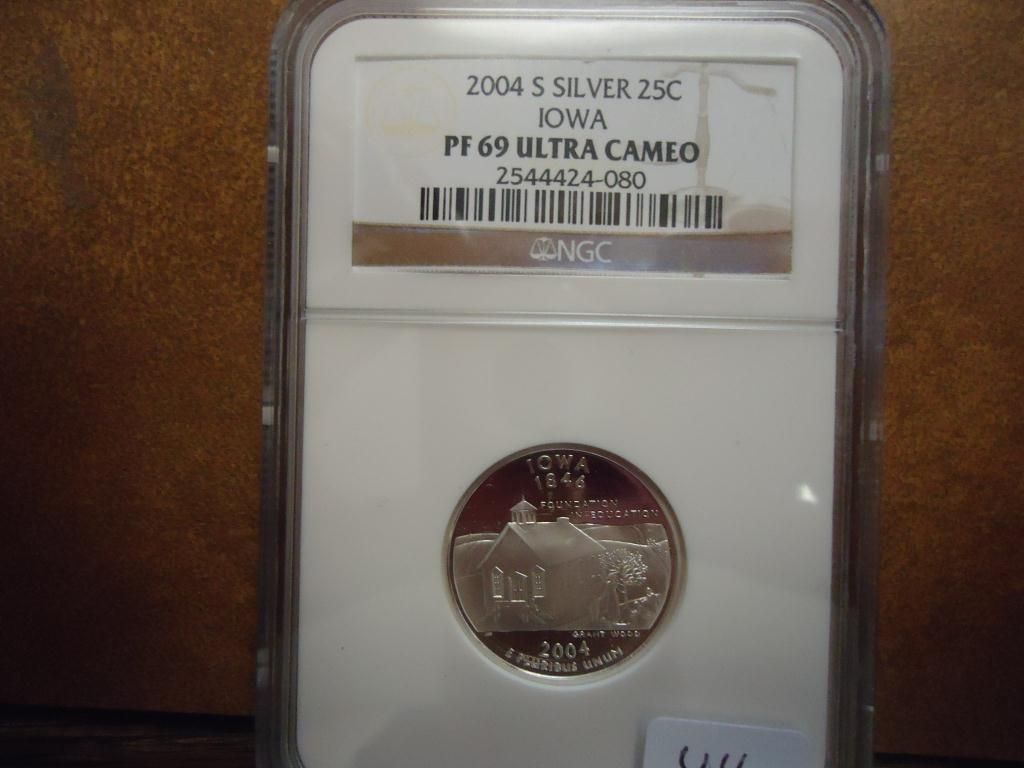 2004 S SILVER 25C
IOWA
PF 69 ULTRA CAMEO
2544424-080
NGC
IOWA
1846
FOUNDATION
IN EDUCATION
GRANT WOOD
2004
E PLURIBUS UNUM